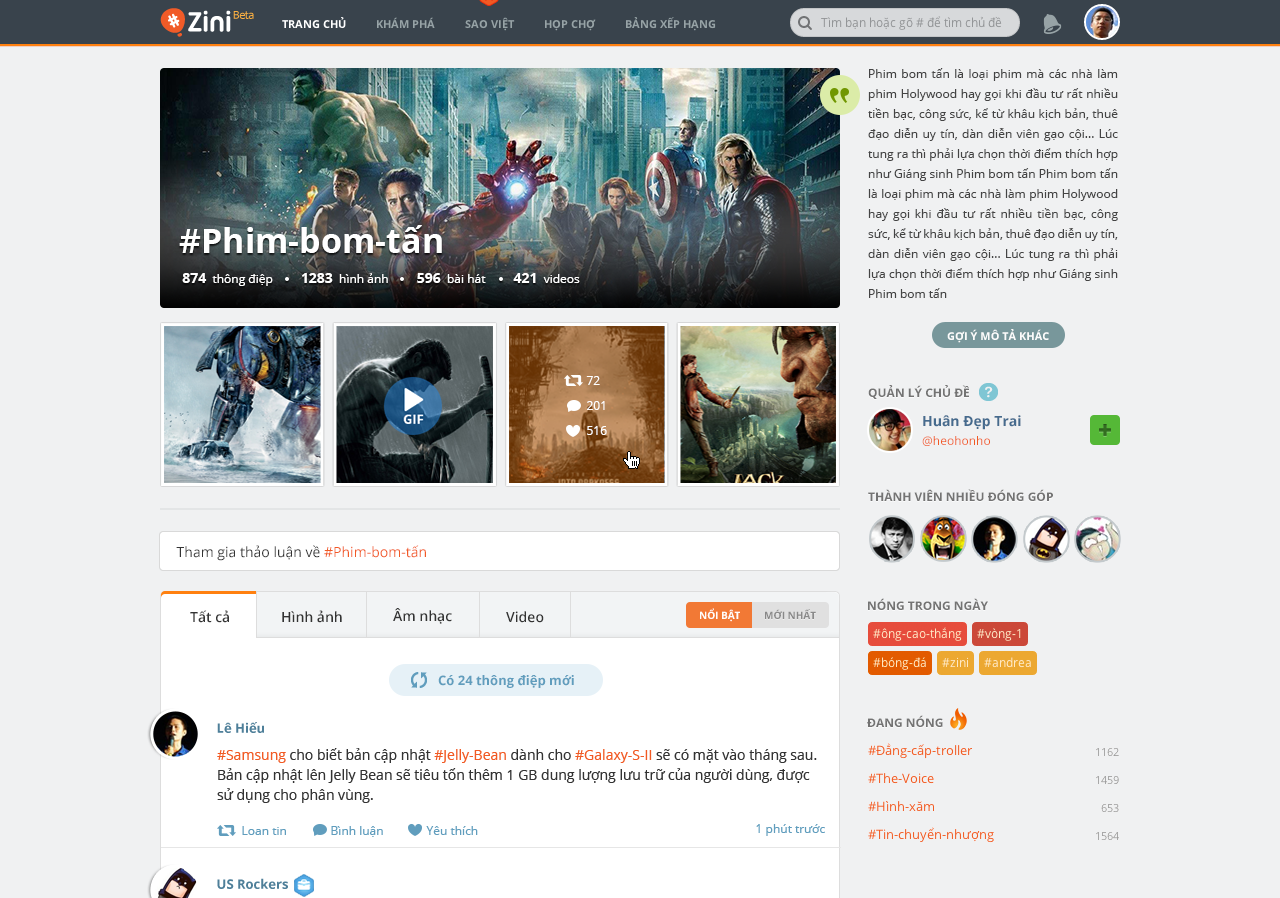 Zini Beta
TRANG CHỦ
KHÁM PHÁ
SAO VIỆT
HỌP CHỢ
BẢNG XẾP HẠNG
Tìm bạn hoặc gõ # để tìm chủ đề
#Phim-bom-tấn
874 thông điệp • 1283 hình ảnh • 596 bài hát • 421 videos
Phim bom tấn là loại phim mà các nhà làm
phim Holywood hay gọi khi đầu tư rất nhiều
tiền bạc, công sức, kể từ khâu kịch bản, thuê
đạo diễn uy tín, dàn diễn viên gạo cội... Lúc
tung ra thì phải lựa chọn thời điểm thích hợp
như Giáng sinh Phim bom tấn Phim bom tấn
là loại phim mà các nhà làm phim Holywood
hay gọi khi đầu tư rất nhiều tiền bạc, công
sức, kể từ khâu kịch bản, thuê đạo diễn uy tín,
dàn diễn viên gạo cội... Lúc tung ra thì phải
lựa chọn thời điểm thích hợp như Giáng sinh
Phim bom tấn
GỢI Ý MÔ TẢ KHÁC
GIF
72
201
516
INTO DARKNESS
JACK
QUẢN LÝ CHỦ ĐỀ ?
Huân Đẹp Trai
@heohonho
THÀNH VIÊN NHIỀU ĐÓNG GÓP
Tham gia thảo luận về #Phim-bom-tấn
Tất cả
Hình ảnh
Âm nhạc
Video
NỔI BẬT
MỚI NHẤT
Có 24 thông điệp mới
Lê Hiếu
#Samsung cho biết bản cập nhật #Jelly-Bean dành cho #Galaxy-S-II sẽ có mặt vào tháng sau.
Bản cập nhật lên Jelly Bean sẽ tiêu tốn thêm 1 GB dung lượng lưu trữ của người dùng, được
sử dụng cho phân vùng.
Loan tin
Bình luận
Yêu thích
1 phút trước
US Rockers
NÓNG TRONG NGÀY
#ông-cao-thắng #vòng-1
#bóng-đá #zini #andrea
ĐANG NÓNG
#Đẳng-cấp-troller 1162
#The-Voice 1459
#Hình-xăm 653
#Tin-chuyển-nhượng 1564